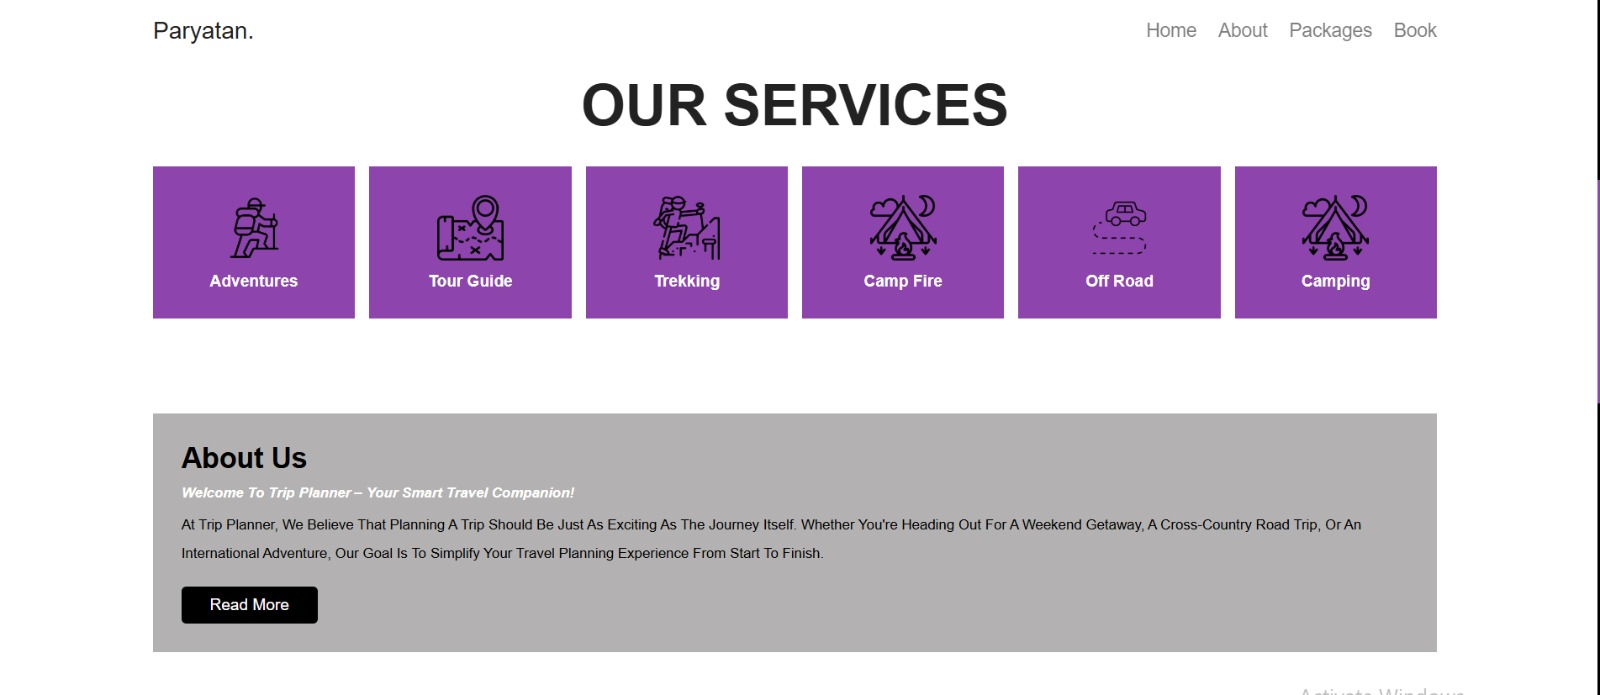 Paryatan.
Home About Packages Book
OUR SERVICES
Adventures Tour Guide Trekking Camp Fire Off Road Camping
About Us
Welcome To Trip Planner – Your Smart Travel Companion!
At Trip Planner, We Believe That Planning A Trip Should Be Just As Exciting As The Journey Itself. Whether You're Heading Out For A Weekend Getaway, A Cross-Country Road Trip, Or An
International Adventure, Our Goal Is To Simplify Your Travel Planning Experience From Start To Finish.
Read More
Activate Windows